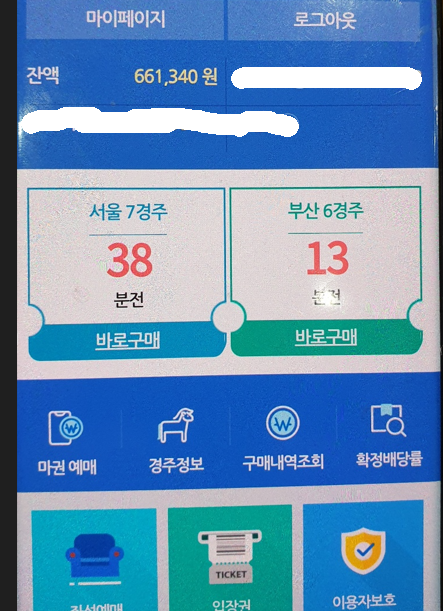 마이페이지 로그아웃
잔액 661,340 원
서울 7경주 부산 6경주
38 13
분전 분전
바로구매 바로구매
마권 예매 경주정보 구매내역조회 확정배당률
TICKET
좌석예매 입장권 이용자보호